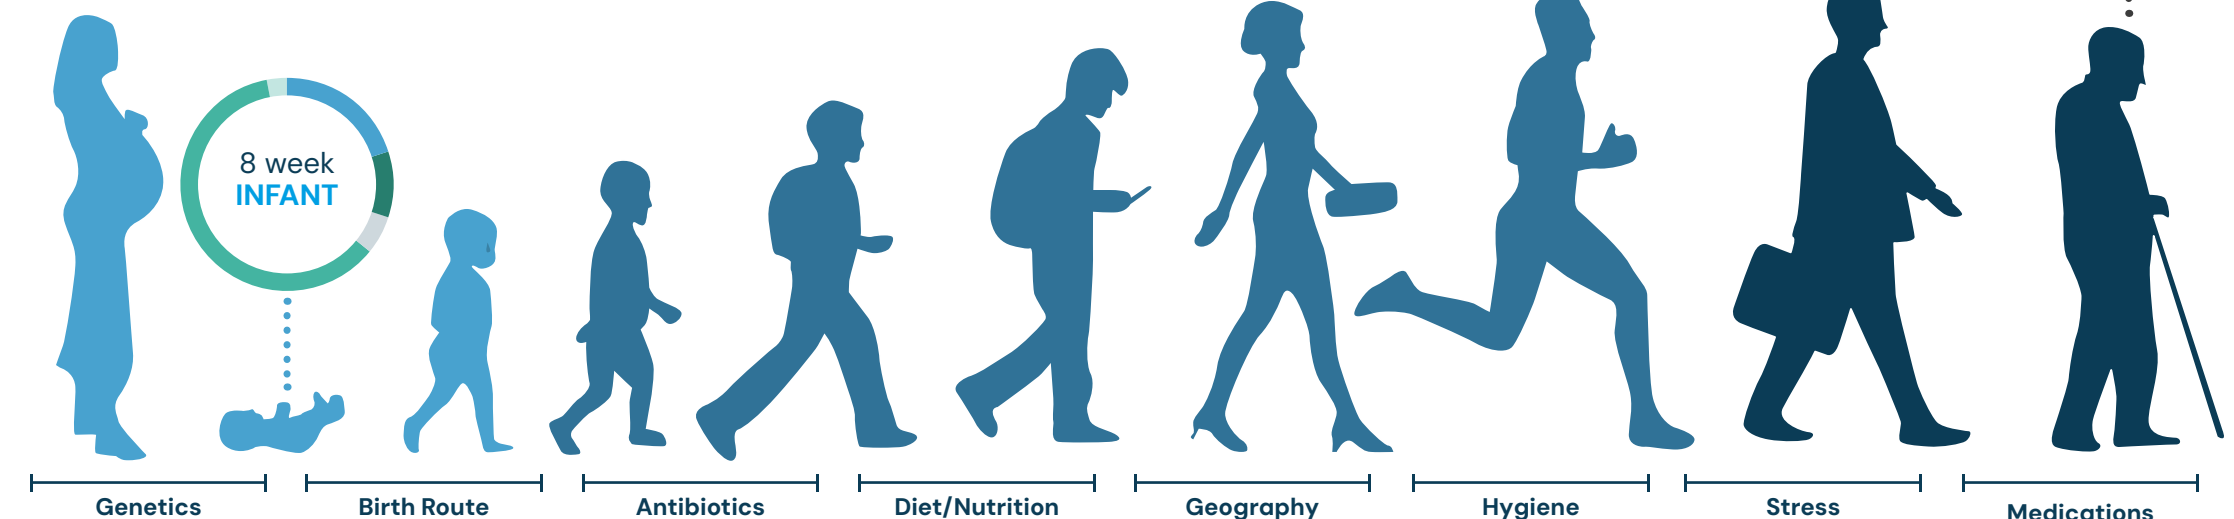 8 week
INFANT
Genetics
Birth Route
Antibiotics
Diet/Nutrition
Geography
Hygiene
Stress
Medications